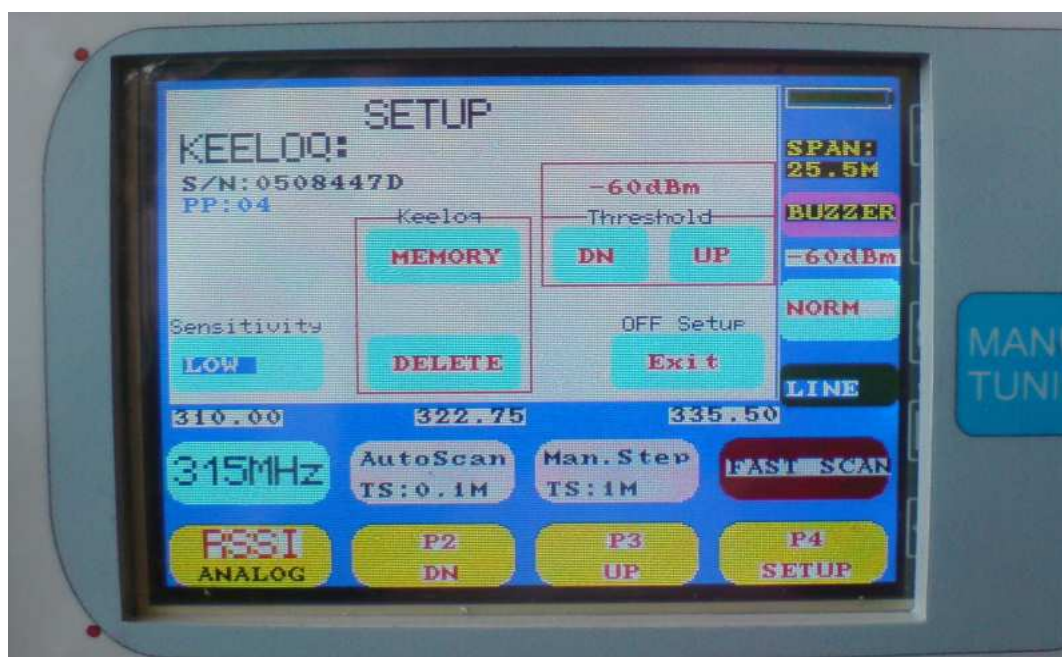 SETUP
KEELOQ:
S/N:0508447D
PP:04
-60dBm
Keeloq
Threshold
MEMORY
DN
UP
Sensitivity
LOW
DELETE
OFF Setup
Exit
SPAN:
25.5M
BUZZER
-60dBm
NORM
LINE
310.00
322.75
335.50
315MHz
AutoScan
TS:0.1M
Man.Step
TS:1M
FAST SCAN
RSSI
ANALOG
P2
DN
P3
UP
P4
SETUP